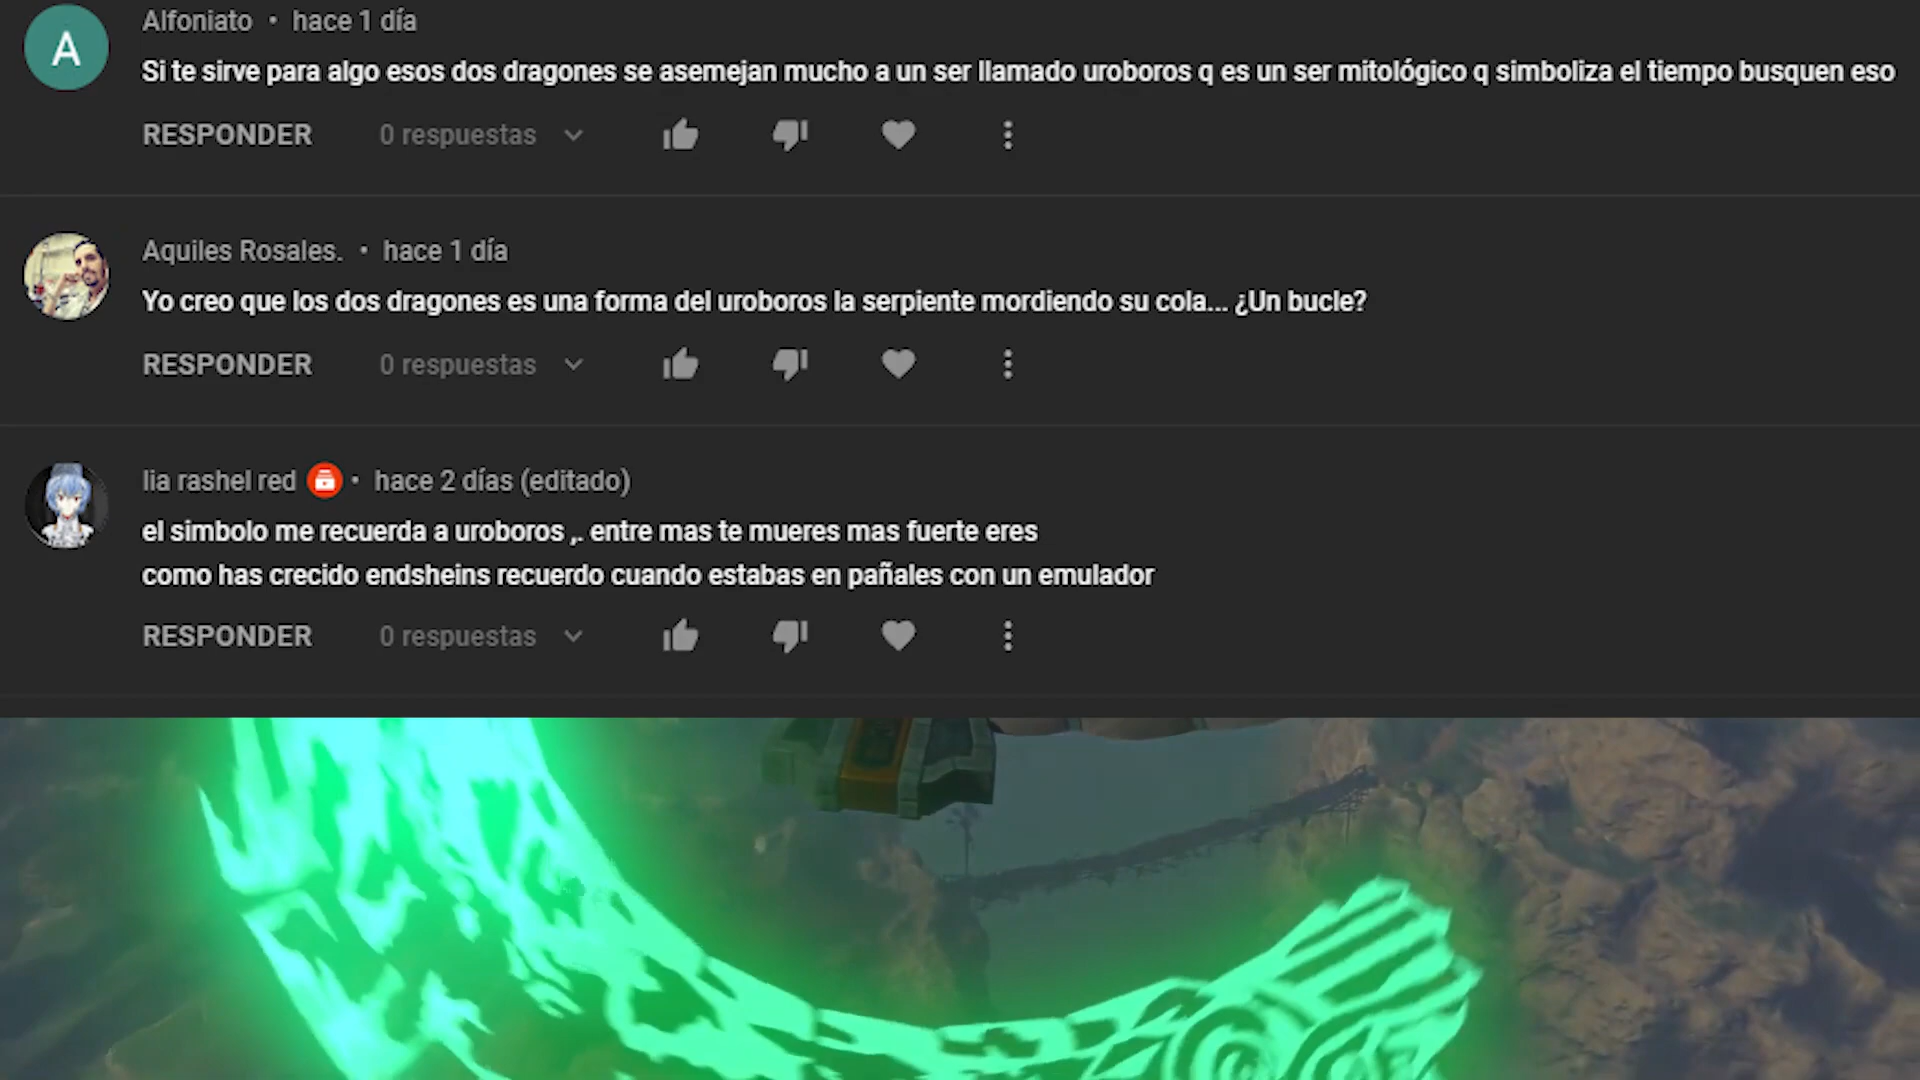 A
Alfoniato • hace 1 día
Si te sirve para algo esos dos dragones se asemejan mucho a un ser llamado uroboros q es un ser mitológico q simboliza el tiempo busquen eso
RESPONDER 0 respuestas
Aquiles Rosales. • hace 1 día
Yo creo que los dos dragones es una forma del uroboros la serpiente mordiendo su cola... ¿Un bucle?
RESPONDER 0 respuestas
lia rashel red • hace 2 días (editado)
el simbolo me recuerda a uroboros ,. entre mas te mueres mas fuerte eres
como has crecido endsheins recuerdo cuando estabas en pañales con un emulador
RESPONDER 0 respuestas